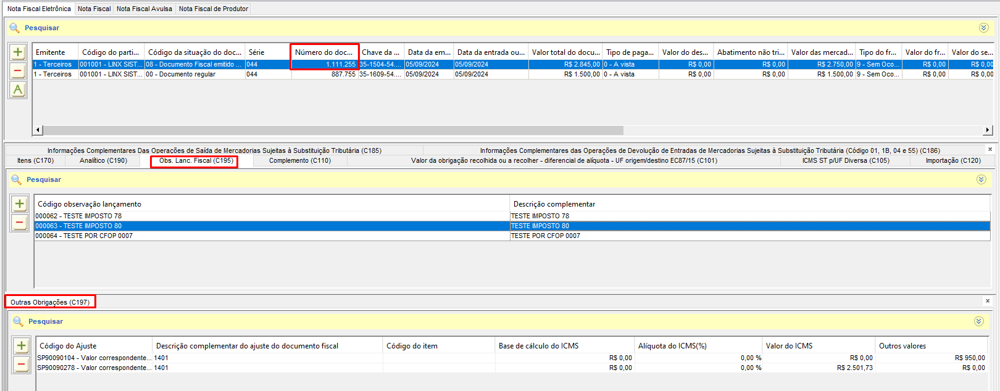 Nota Fiscal Eletrônica Nota Fiscal Nota Fiscal Avulsa Nota Fiscal de Produtor
Pesquisar
Emitente Código do parti... Código da situação do doc... Série Número do doc... Chave da ... Data da em... Data da entrada ou... Valor total do docu... Tipo de paga... Valor do des... Abatimento não tri... Valor das mercad... Tipo do fr... Valor do fr... Valor do se...
1 - Terceiros 001001 - LINX SIST... 08 - Documento Fiscal emitido ... 044 1.111.255 35-1504-54.... 05/09/2024 05/09/2024 R$ 2.845,00 0 - A vista R$ 0,00 R$ 0,00 R$ 2.750,00 9 - Sem Oco... R$ 0,00 R$ 0,00
1 - Terceiros 001001 - LINX SIST... 00 - Documento regular 044 887.755 35-1609-54.... 05/09/2024 05/09/2024 R$ 1.500,00 0 - A vista R$ 0,00 R$ 0,00 R$ 1.500,00 9 - Sem Oco... R$ 0,00 R$ 0,00
A
Informações Complementares Das Operações de Saída de Mercadorias Sujeitas à Substituição Tributária (C185) Informações Complementares das Operações de Devolução de Entradas de Mercadorias Sujeitas à Substituição Tributária (Código 01, 1B, 04 e 55) (C186)
Itens (C170) Analítico (C190) Obs. Lanc. Fiscal (C195) Complemento (C110) Valor da obrigação recolhida ou a recolher - diferencial de alíquota - UF origem/destino EC87/15 (C101) ICMS ST p/UF Diversa (C105) Importação (C120)
Pesquisar
Código observação lançamento Descrição complementar
000062 - TESTE IMPOSTO 78 TESTE IMPOSTO 78
000063 - TESTE IMPOSTO 80 TESTE IMPOSTO 80
000064 - TESTE POR CFOP 0007 TESTE POR CFOP 0007
Outras Obrigações (C197)
Pesquisar
Código do Ajuste Descrição complementar do ajuste do documento fiscal Código do item Base de cálculo do ICMS Alíquota do ICMS(%) Valor do ICMS Outros valores
SP90090104 - Valor correspondente... 1401 R$ 0,00 0,00 % R$ 0,00 R$ 950,00
SP90090278 - Valor correspondente... 1401 R$ 0,00 0,00 % R$ 2.501,73 R$ 0,00